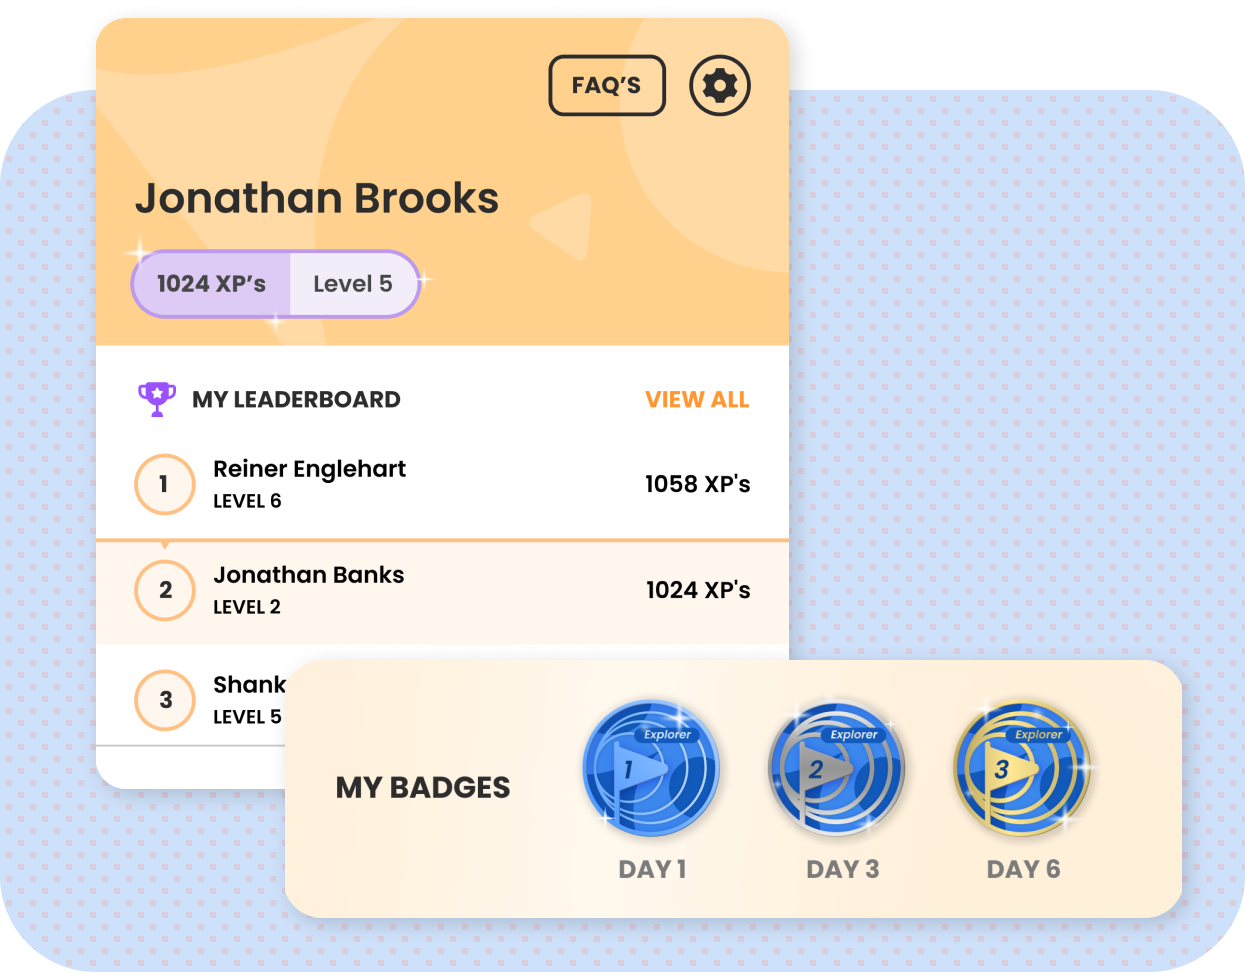 FAQ’S
Jonathan Brooks
1024 XP’s Level 5
MY LEADERBOARD VIEW ALL
1 Reiner Englehart 1058 XP's
LEVEL 6
2 Jonathan Banks 1024 XP's
LEVEL 2
3 Shank
LEVEL 5
MY BADGES
Explorer Explorer Explorer
1 2 3
DAY 1 DAY 3 DAY 6